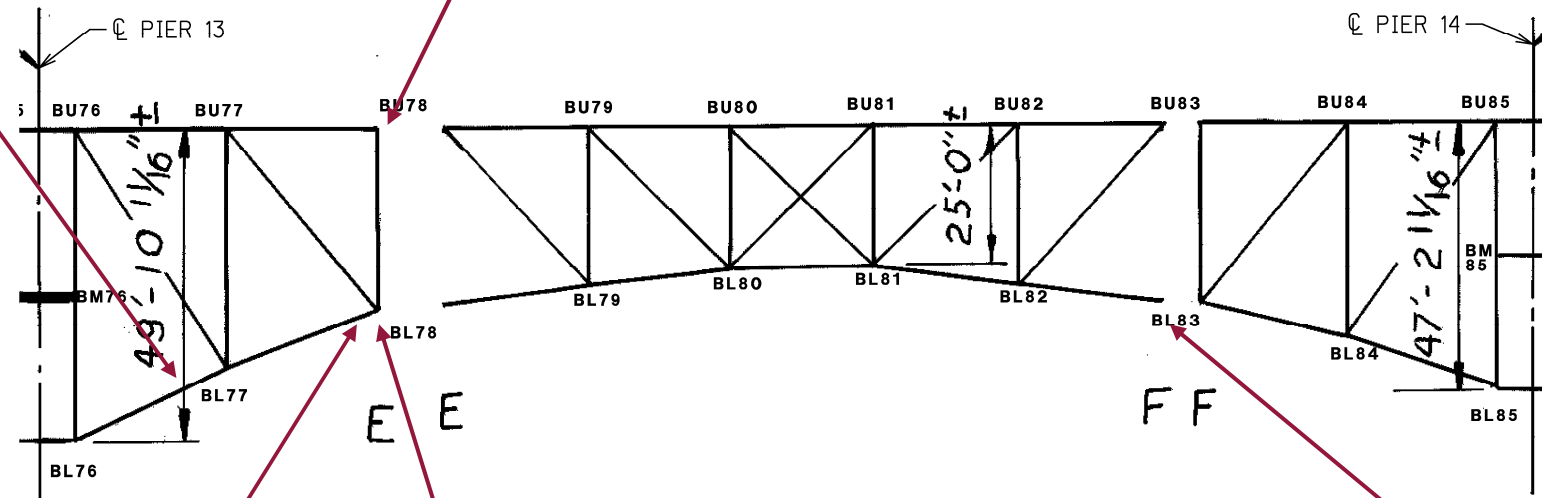 ℄ PIER 13
℄ PIER 14
5 BU76 BU77 BU78 BU79 BU80 BU81 BU82 BU83 BU84 BU85
49'-10 11/16"±
25'-0"±
47'-2 11/16"±
BM76
BM
85
BL76 BL77 BL78 BL79 BL80 BL81 BL82 BL83 BL84 BL85
E E F F